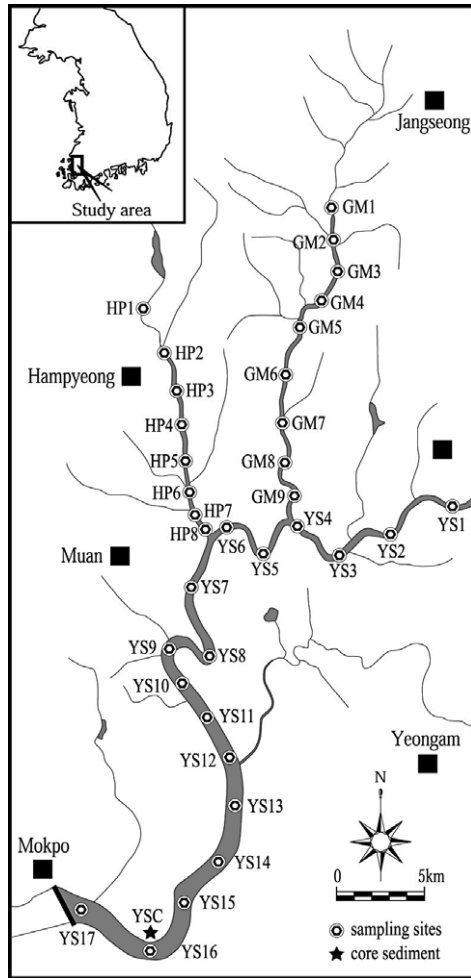 Study area
Jangseong
GM1
GM2
GM3
GM4
HP1
GM5
HP2
Hampyeong
GM6
HP3
HP4
GM7
HP5
GM8
HP6
GM9
HP7
YS1
HP8
YS4
YS6
YS2
Muan
YS5
YS3
YS7
YS9
YS8
YS10
YS11
Yeongam
YS12
N
YS13
Mokpo
YS14
0 5km
YS15
YSC
sampling sites
YS17
YS16
core sediment